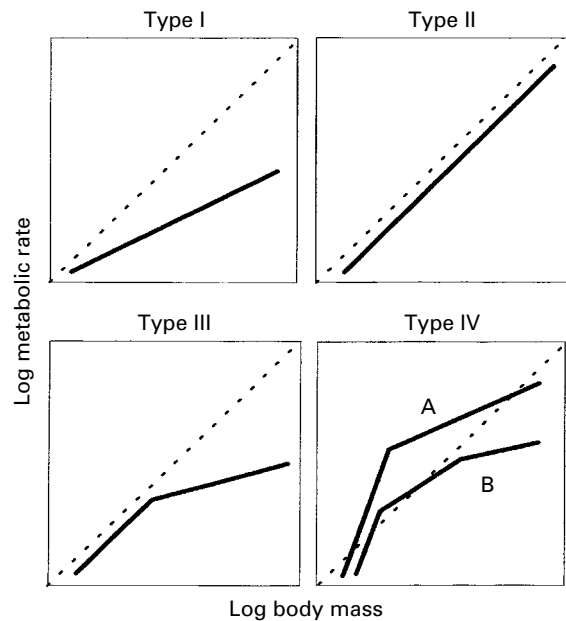 Type I
Type II
Log metabolic rate
Type III
Type IV
A
B
Log body mass